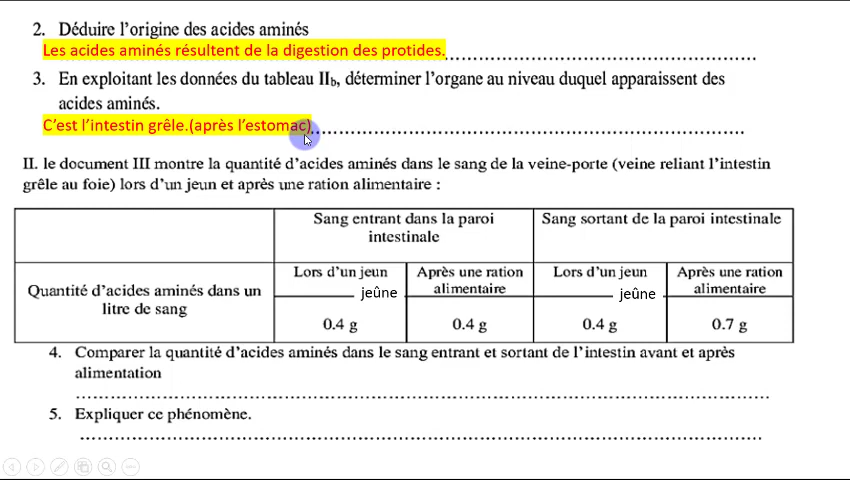 2. Déduire l'origine des acides aminés
Les acides aminés résultent de la digestion des protides.
3. En exploitant les données du tableau IIb, déterminer l'organe au niveau duquel apparaissent des
acides aminés.
C'est l'intestin grêle.(après l'estomac)
II. le document III montre la quantité d'acides aminés dans le sang de la veine-porte (veine reliant l'intestin
grêle au foie) lors d'un jeun et après une ration alimentaire :
Sang entrant dans la paroi
intestinale
Sang sortant de la paroi intestinale
Quantité d'acides aminés dans un
litre de sang
Lors d'un jeun
jeûne
Après une ration
alimentaire
Lors d'un jeun
jeûne
Après une ration
alimentaire
0.4 g
0.4 g
0.4 g
0.7 g
4. Comparer la quantité d'acides aminés dans le sang entrant et sortant de l'intestin avant et après
alimentation
5. Expliquer ce phénomène.